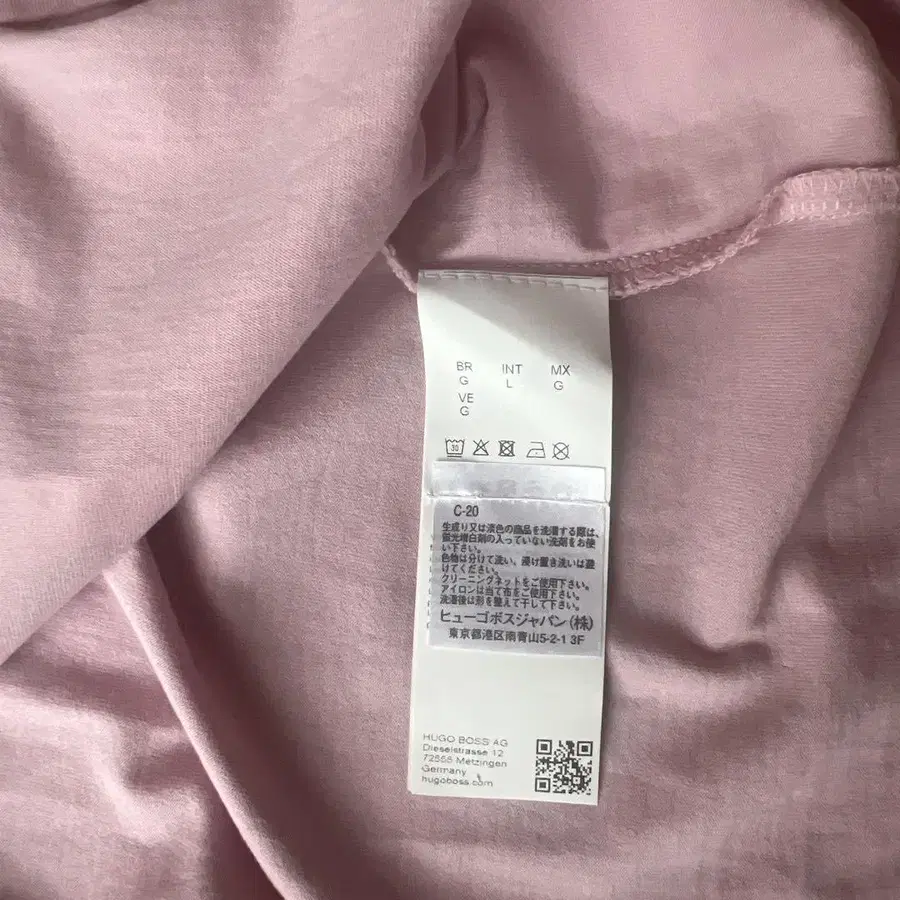 BR INT MX
G L G
VE
G
30
C-20
生成り又は淡色の商品を洗濯する際は、
蛍光増白剤の入っていない洗剤をお使
い下さい。
色物は分けて洗い、浸け置き洗いは避
けてください。
クリーニングネットをご使用下さい。
アイロンは当て布をご使用下さい。
洗濯後は形を整えて干して下さい。
ヒューゴボスジャパン(株)
東京都港区南青山5-2-1 3F
HUGO BOSS AG
Dieselstrasse 12
72555 Metzingen
Germany
hugoboss.com